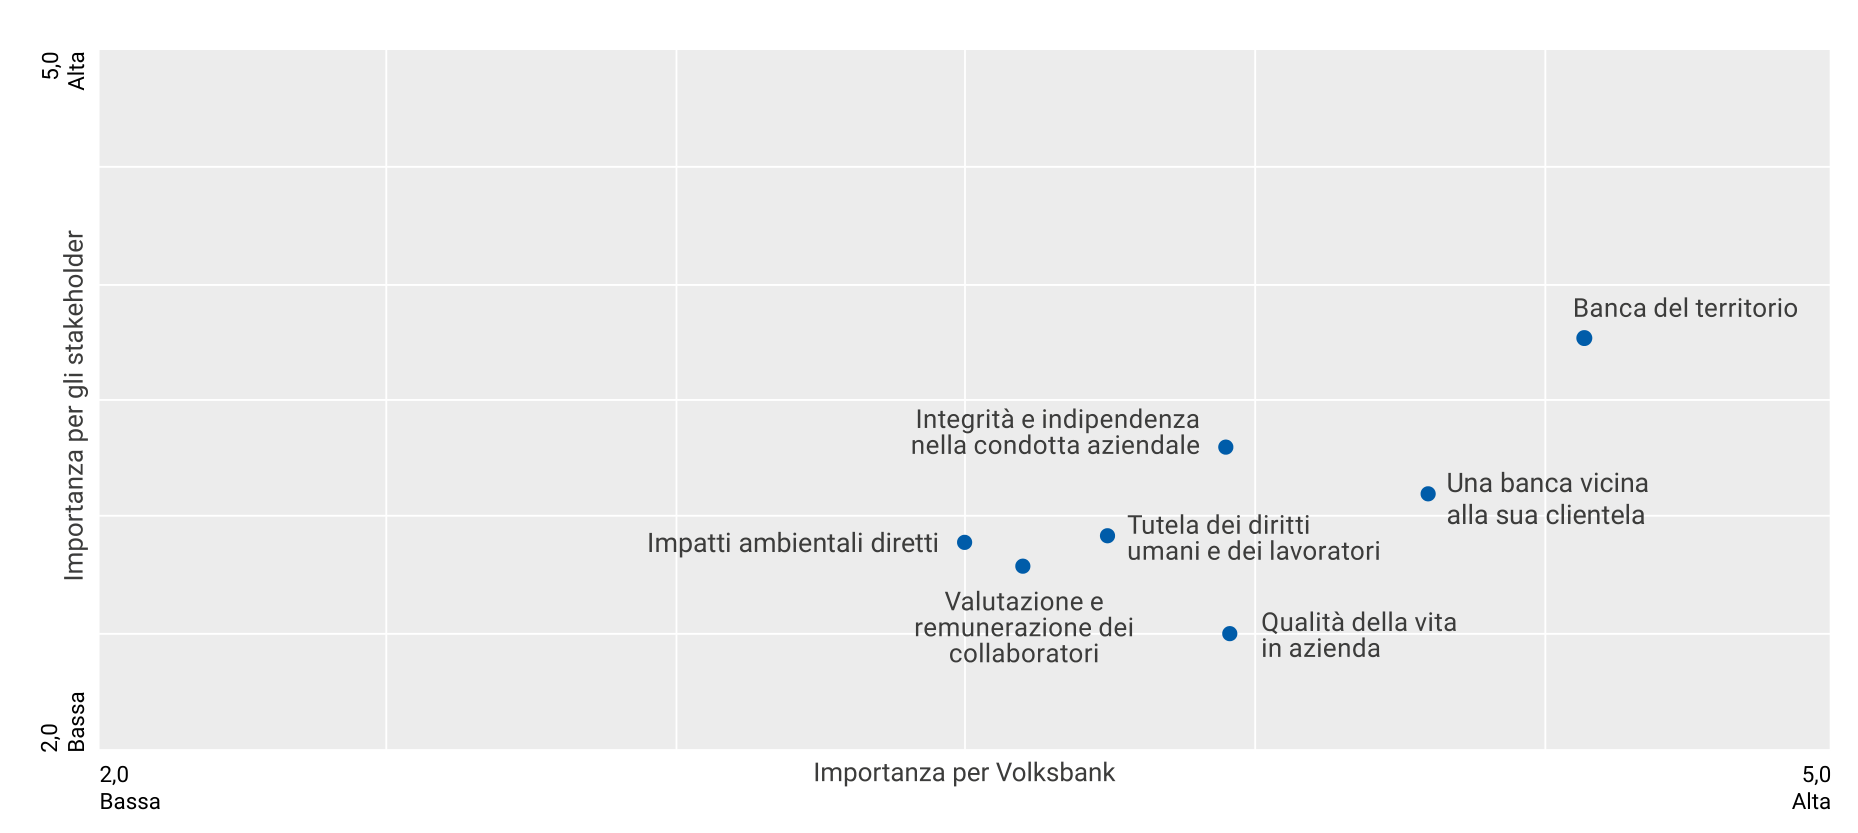 5,0
Alta
Importanza per gli stakeholder
Banca del territorio
Integrità e indipendenza
nella condotta aziendale
Una banca vicina
alla sua clientela
Tutela dei diritti
umani e dei lavoratori
Impatti ambientali diretti
Valutazione e
remunerazione dei
collaboratori
Qualità della vita
in azienda
2,0
Bassa
2,0
Bassa
Importanza per Volksbank
5,0
Alta